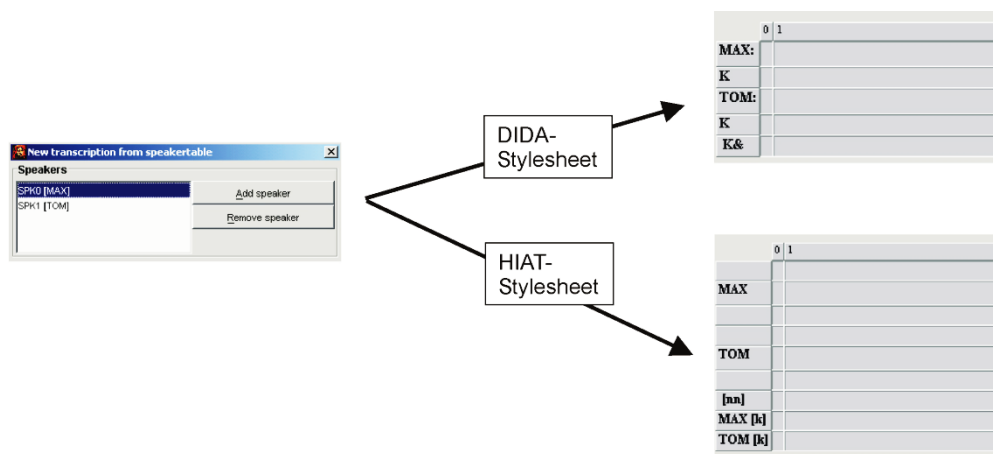 New transcription from speakertable
Speakers
SPK0 [MAX]
SPK1 [TOM]
Add speaker
Remove speaker
DIDA-
Stylesheet
HIAT-
Stylesheet
0 1
MAX:
K
TOM:
K
K&
0 1
MAX
TOM
[nn]
MAX [k]
TOM [k]